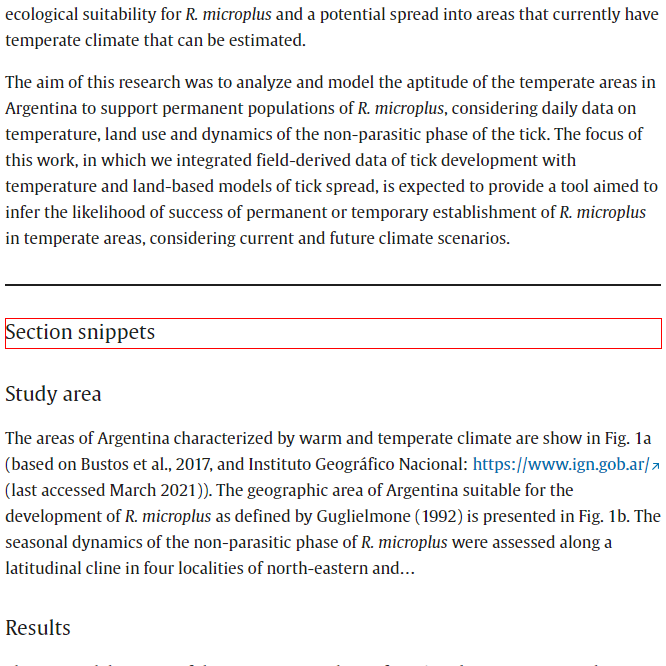 ecological suitability for R. microplus and a potential spread into areas that currently have
temperate climate that can be estimated.
The aim of this research was to analyze and model the aptitude of the temperate areas in
Argentina to support permanent populations of R. microplus, considering daily data on
temperature, land use and dynamics of the non-parasitic phase of the tick. The focus of
this work, in which we integrated field-derived data of tick development with
temperature and land-based models of tick spread, is expected to provide a tool aimed to
infer the likelihood of success of permanent or temporary establishment of R. microplus
in temperate areas, considering current and future climate scenarios.
Section snippets
Study area
The areas of Argentina characterized by warm and temperate climate are show in Fig. 1a
(based on Bustos et al., 2017, and Instituto Geográfico Nacional: https://www.ign.gob.ar/↗
(last accessed March 2021)). The geographic area of Argentina suitable for the
development of R. microplus as defined by Guglielmone (1992) is presented in Fig. 1b. The
seasonal dynamics of the non-parasitic phase of R. microplus were assessed along a
latitudinal cline in four localities of north-eastern and…
Results